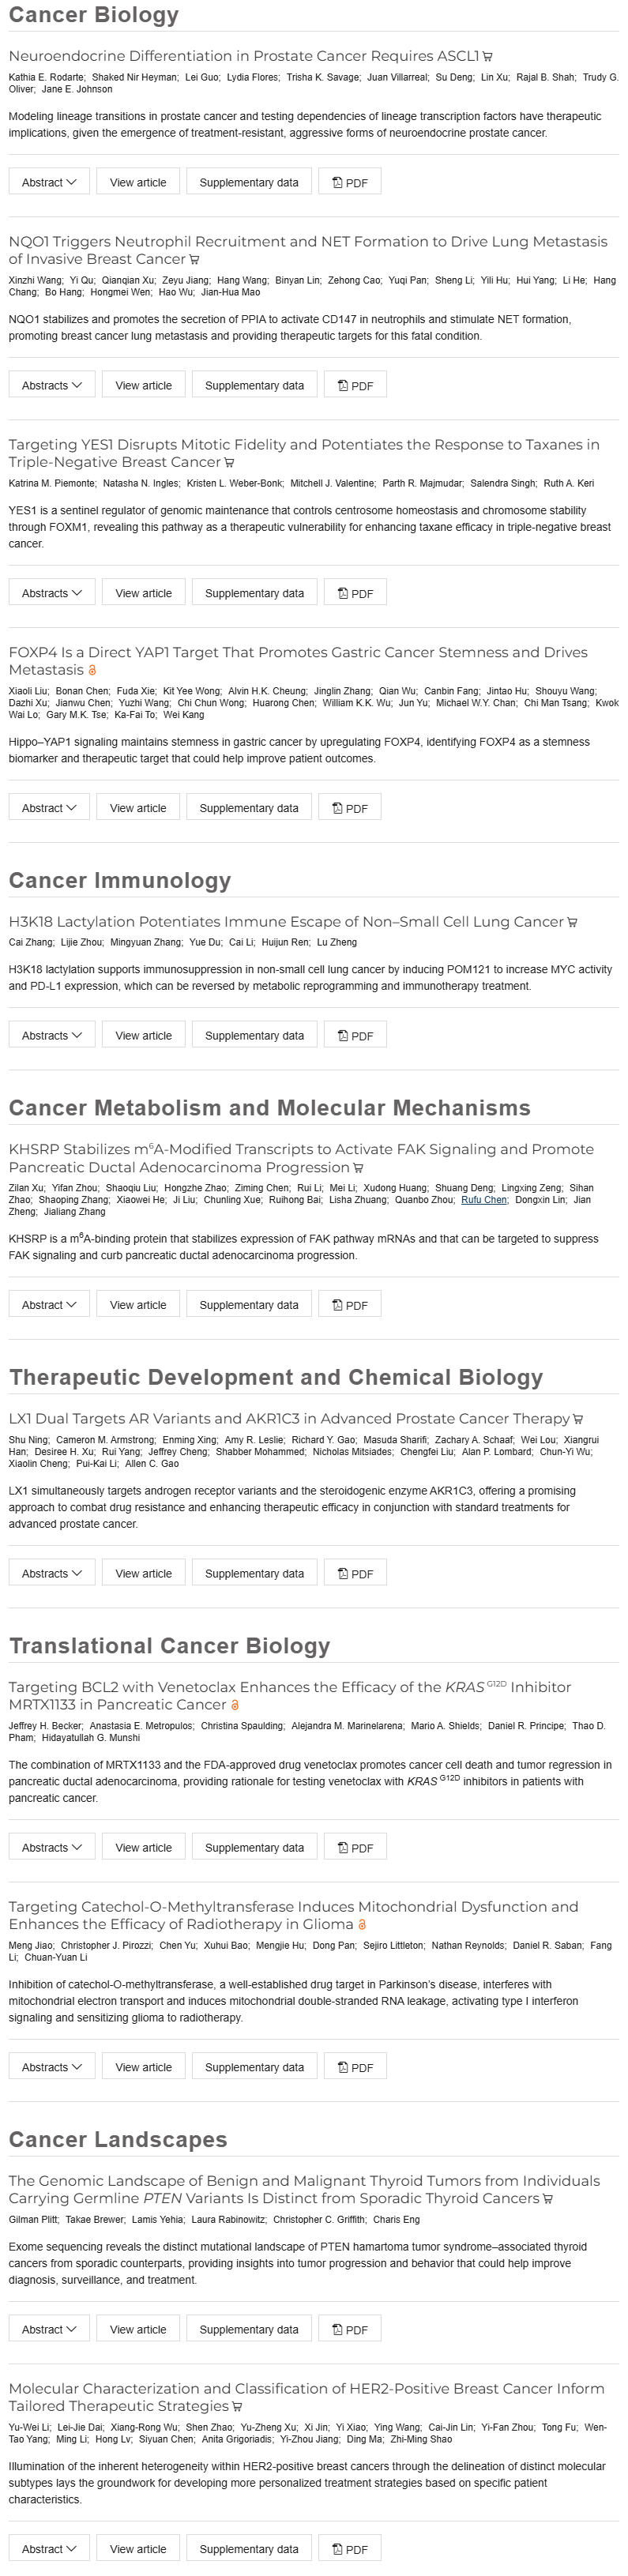 Cancer Biology
Neuroendocrine Differentiation in Prostate Cancer Requires ASCL1
Kathia E. Rodarte; Shaked Nir Heyman; Lei Guo; Lydia Flores; Trisha K. Savage; Juan Villarreal; Su Deng; Lin Xu; Rajal B. Shah; Trudy G.
Oliver; Jane E. Johnson
Modeling lineage transitions in prostate cancer and testing dependencies of lineage transcription factors have therapeutic
implications, given the emergence of treatment-resistant, aggressive forms of neuroendocrine prostate cancer.
Abstract View article Supplementary data PDF
NQO1 Triggers Neutrophil Recruitment and NET Formation to Drive Lung Metastasis
of Invasive Breast Cancer
Xinzhi Wang; Yi Qu; Qianqian Xu; Zeyu Jiang; Hang Wang; Binyan Lin; Zehong Cao; Yuqi Pan; Sheng Li; Yili Hu; Hui Yang; Li He; Hang
Chang; Bo Hang; Hongmei Wen; Hao Wu; Jian-Hua Mao
NQO1 stabilizes and promotes the secretion of PPIA to activate CD147 in neutrophils and stimulate NET formation,
promoting breast cancer lung metastasis and providing therapeutic targets for this fatal condition.
Abstracts View article Supplementary data PDF
Targeting YES1 Disrupts Mitotic Fidelity and Potentiates the Response to Taxanes in
Triple-Negative Breast Cancer
Katrina M. Piemonte; Natasha N. Ingles; Kristen L. Weber-Bonk; Mitchell J. Valentine; Parth R. Majmudar; Salendra Singh; Ruth A. Keri
YES1 is a sentinel regulator of genomic maintenance that controls centrosome homeostasis and chromosome stability
through FOXM1, revealing this pathway as a therapeutic vulnerability for enhancing taxane efficacy in triple-negative breast
cancer.
Abstracts View article Supplementary data PDF
FOXP4 Is a Direct YAP1 Target That Promotes Gastric Cancer Stemness and Drives
Metastasis
Xiaoli Liu; Bonan Chen; Fuda Xie; Kit Yee Wong; Alvin H.K. Cheung; Jinglin Zhang; Qian Wu; Canbin Fang; Jintao Hu; Shouyu Wang;
Dazhi Xu; Jianwu Chen; Yuzhi Wang; Chi Chun Wong; Huarong Chen; William K.K. Wu; Jun Yu; Michael W.Y. Chan; Chi Man Tsang; Kwok
Wai Lo; Gary M.K. Tse; Ka-Fai To; Wei Kang
Hippo–YAP1 signaling maintains stemness in gastric cancer by upregulating FOXP4, identifying FOXP4 as a stemness
biomarker and therapeutic target that could help improve patient outcomes.
Abstract View article Supplementary data PDF
Cancer Immunology
H3K18 Lactylation Potentiates Immune Escape of Non–Small Cell Lung Cancer
Cai Zhang; Lijie Zhou; Mingyuan Zhang; Yue Du; Cai Li; Huijun Ren; Lu Zheng
H3K18 lactylation supports immunosuppression in non-small cell lung cancer by inducing POM121 to increase MYC activity
and PD-L1 expression, which can be reversed by metabolic reprogramming and immunotherapy treatment.
Abstracts View article Supplementary data PDF
Cancer Metabolism and Molecular Mechanisms
KHSRP Stabilizes m6A-Modified Transcripts to Activate FAK Signaling and Promote
Pancreatic Ductal Adenocarcinoma Progression
Zilan Xu; Yifan Zhou; Shaoqiu Liu; Hongzhe Zhao; Ziming Chen; Rui Li; Mei Li; Xudong Huang; Shuang Deng; Lingxing Zeng; Sihan
Zhao; Shaoping Zhang; Xiaowei He; Ji Liu; Chunling Xue; Ruihong Bai; Lisha Zhuang; Quanbo Zhou; Rufu Chen; Dongxin Lin; Jian
Zheng; Jialiang Zhang
KHSRP is a m6A-binding protein that stabilizes expression of FAK pathway mRNAs and that can be targeted to suppress
FAK signaling and curb pancreatic ductal adenocarcinoma progression.
Abstract View article Supplementary data PDF
Therapeutic Development and Chemical Biology
LX1 Dual Targets AR Variants and AKR1C3 in Advanced Prostate Cancer Therapy
Shu Ning; Cameron M. Armstrong; Enming Xing; Amy R. Leslie; Richard Y. Gao; Masuda Sharifi; Zachary A. Schaaf; Wei Lou; Xiangrui
Han; Desiree H. Xu; Rui Yang; Jeffrey Cheng; Shabber Mohammed; Nicholas Mitsiades; Chengfei Liu; Alan P. Lombard; Chun-Yi Wu;
Xiaolin Cheng; Pui-Kai Li; Allen C. Gao
LX1 simultaneously targets androgen receptor variants and the steroidogenic enzyme AKR1C3, offering a promising
approach to combat drug resistance and enhancing therapeutic efficacy in conjunction with standard treatments for
advanced prostate cancer.
Abstracts View article Supplementary data PDF
Translational Cancer Biology
Targeting BCL2 with Venetoclax Enhances the Efficacy of the KRAS G12D Inhibitor
MRTX1133 in Pancreatic Cancer
Jeffrey H. Becker; Anastasia E. Metropulos; Christina Spaulding; Alejandra M. Marinelarena; Mario A. Shields; Daniel R. Principe; Thao D.
Pham; Hidayatullah G. Munshi
The combination of MRTX1133 and the FDA-approved drug venetoclax promotes cancer cell death and tumor regression in
pancreatic ductal adenocarcinoma, providing rationale for testing venetoclax with KRAS G12D inhibitors in patients with
pancreatic cancer.
Abstracts View article Supplementary data PDF
Targeting Catechol-O-Methyltransferase Induces Mitochondrial Dysfunction and
Enhances the Efficacy of Radiotherapy in Glioma
Meng Jiao; Christopher J. Pirozzi; Chen Yu; Xuhui Bao; Mengjie Hu; Dong Pan; Sejiro Littleton; Nathan Reynolds; Daniel R. Saban; Fang
Li; Chuan-Yuan Li
Inhibition of catechol-O-methyltransferase, a well-established drug target in Parkinson's disease, interferes with
mitochondrial electron transport and induces mitochondrial double-stranded RNA leakage, activating type I interferon
signaling and sensitizing glioma to radiotherapy.
Abstracts View article Supplementary data PDF
Cancer Landscapes
The Genomic Landscape of Benign and Malignant Thyroid Tumors from Individuals
Carrying Germline PTEN Variants Is Distinct from Sporadic Thyroid Cancers
Gilman Plitt; Takae Brewer; Lamis Yehia; Laura Rabinowitz; Christopher C. Griffith; Charis Eng
Exome sequencing reveals the distinct mutational landscape of PTEN hamartoma tumor syndrome–associated thyroid
cancers from sporadic counterparts, providing insights into tumor progression and behavior that could help improve
diagnosis, surveillance, and treatment.
Abstract View article Supplementary data PDF
Molecular Characterization and Classification of HER2-Positive Breast Cancer Inform
Tailored Therapeutic Strategies
Yu-Wei Li; Lei-Jie Dai; Xiang-Rong Wu; Shen Zhao; Yu-Zheng Xu; Xi Jin; Yi Xiao; Ying Wang; Cai-Jin Lin; Yi-Fan Zhou; Tong Fu; Wen-
Tao Yang; Ming Li; Hong Lv; Siyuan Chen; Anita Grigoriadis; Yi-Zhou Jiang; Ding Ma; Zhi-Ming Shao
Illumination of the inherent heterogeneity within HER2-positive breast cancers through the delineation of distinct molecular
subtypes lays the groundwork for developing more personalized treatment strategies based on specific patient
characteristics.
Abstract View article Supplementary data PDF